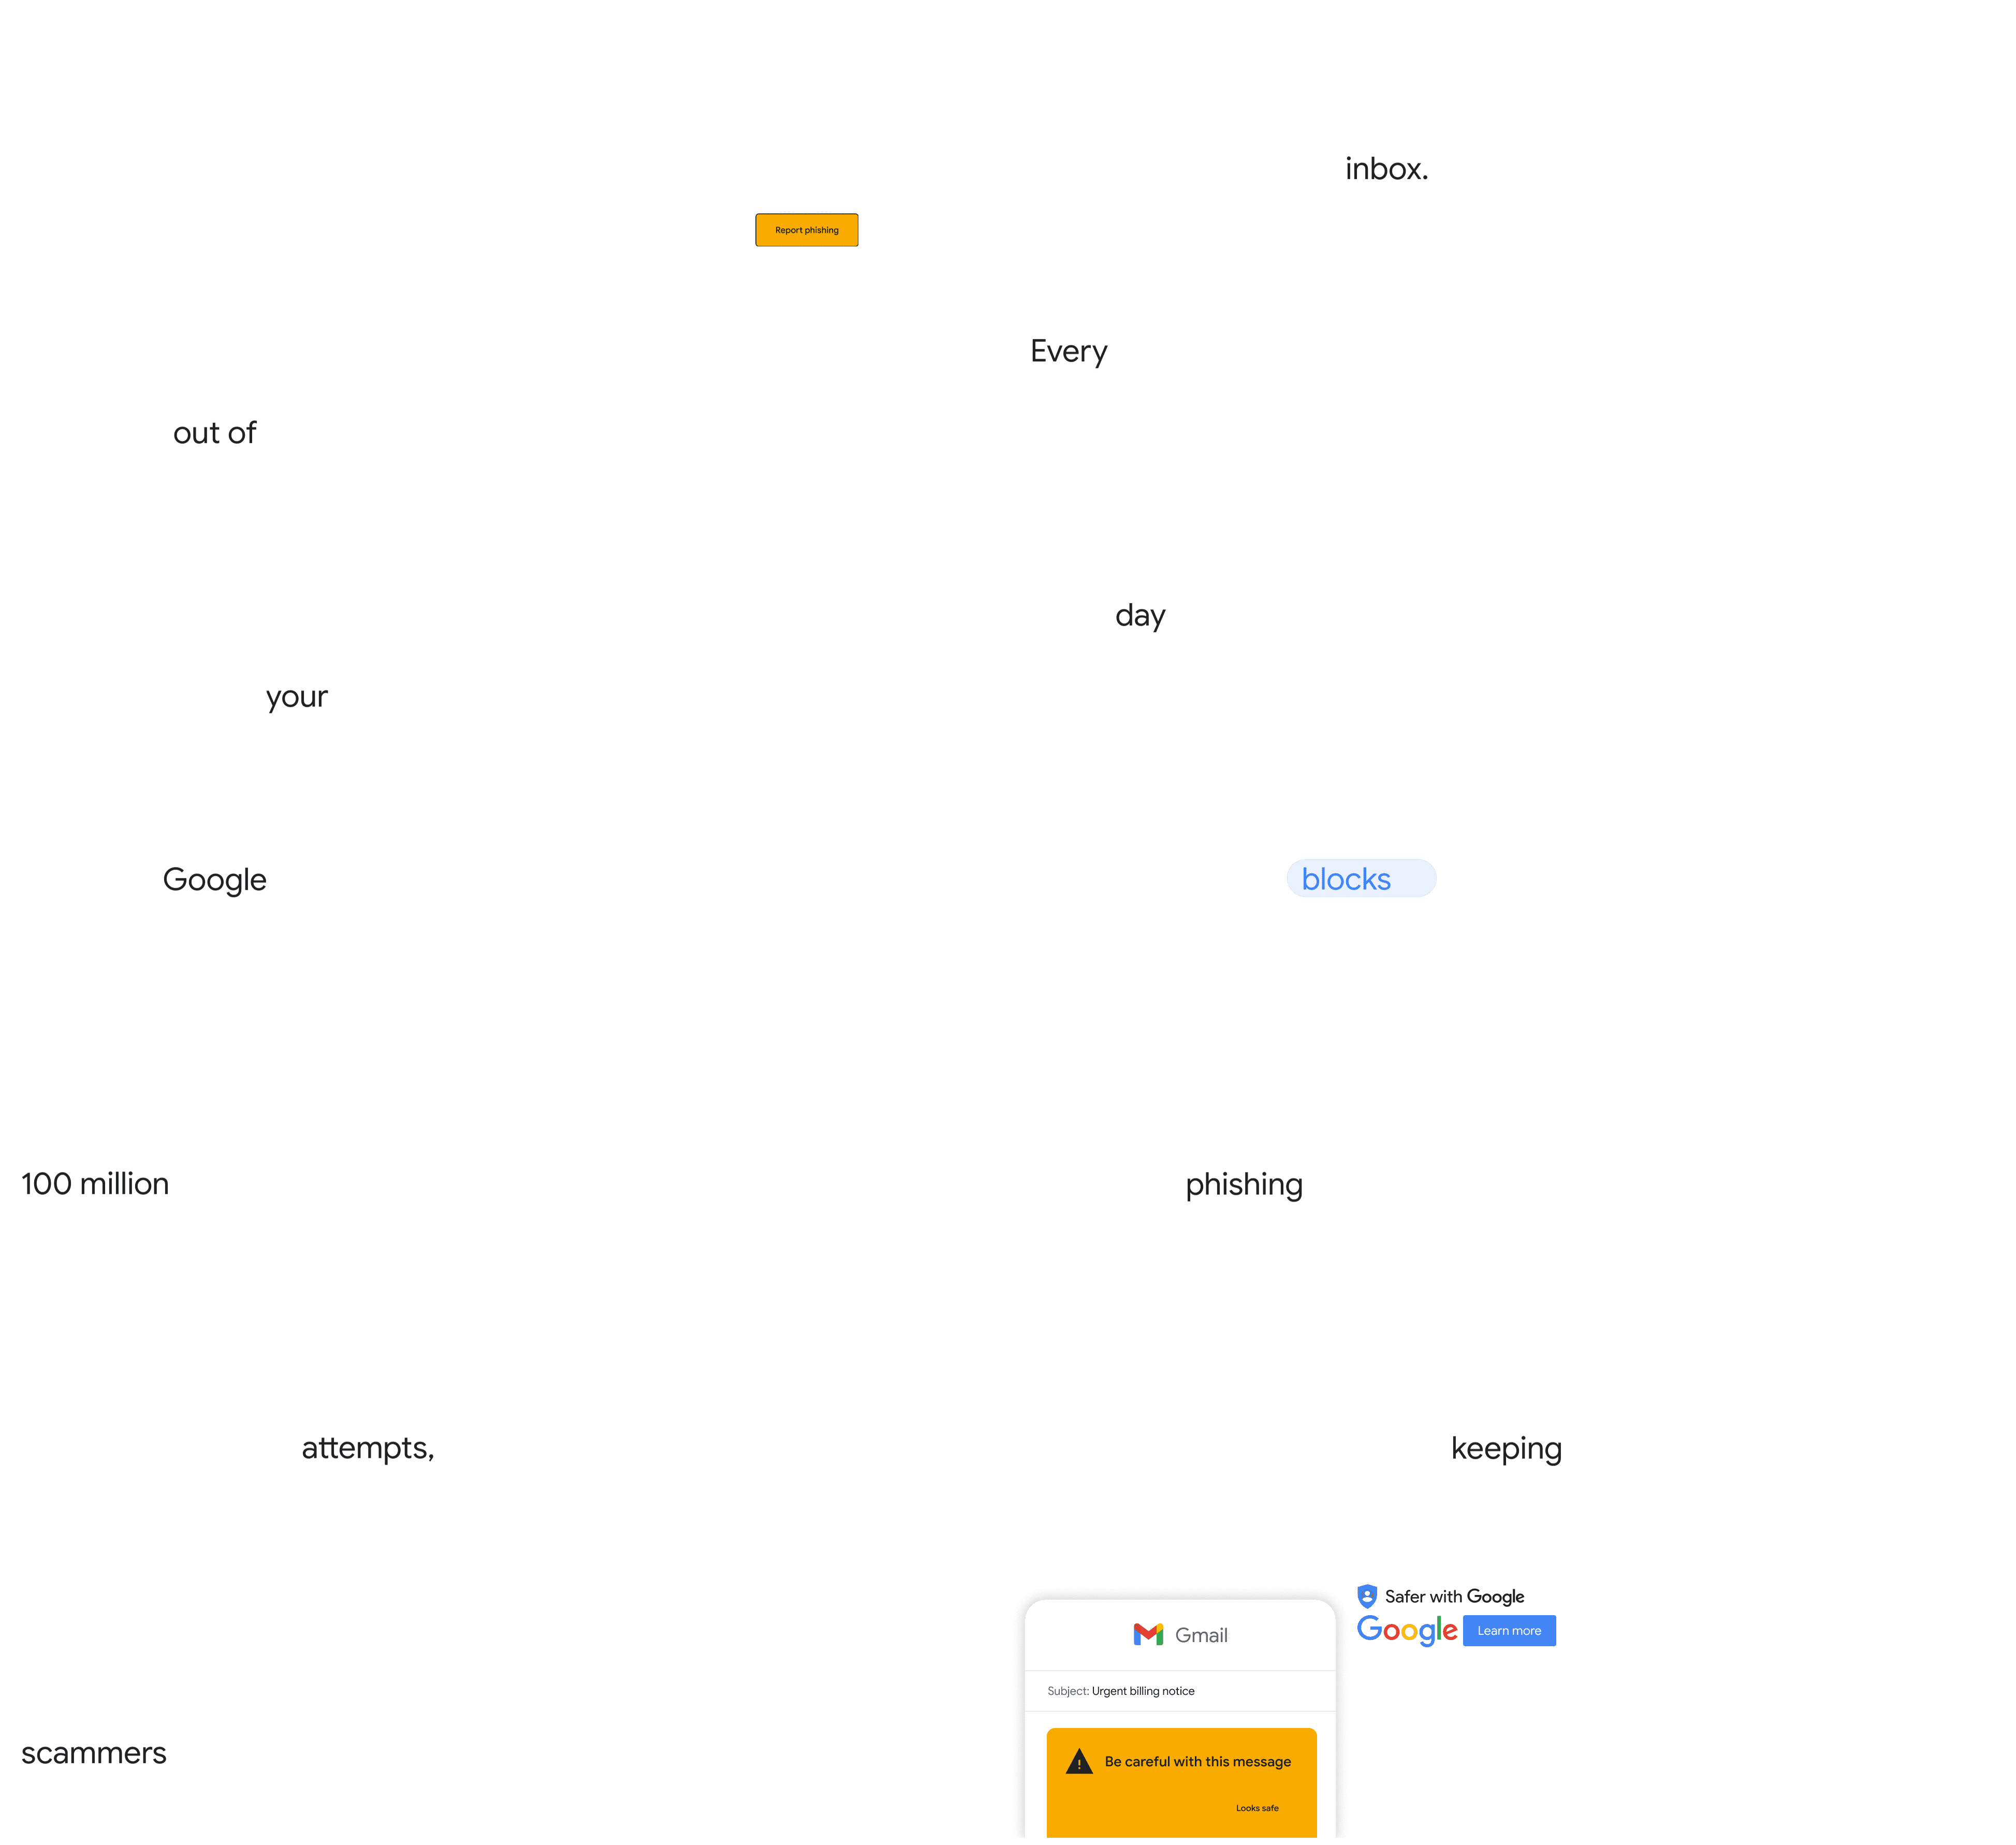 inbox.
Report phishing
Every
out of
day
your
Google
blocks
100 million
phishing
attempts,
keeping
Safer with Google
Google
Learn more
Gmail
Subject: Urgent billing notice
scammers
Be careful with this message
Looks safe